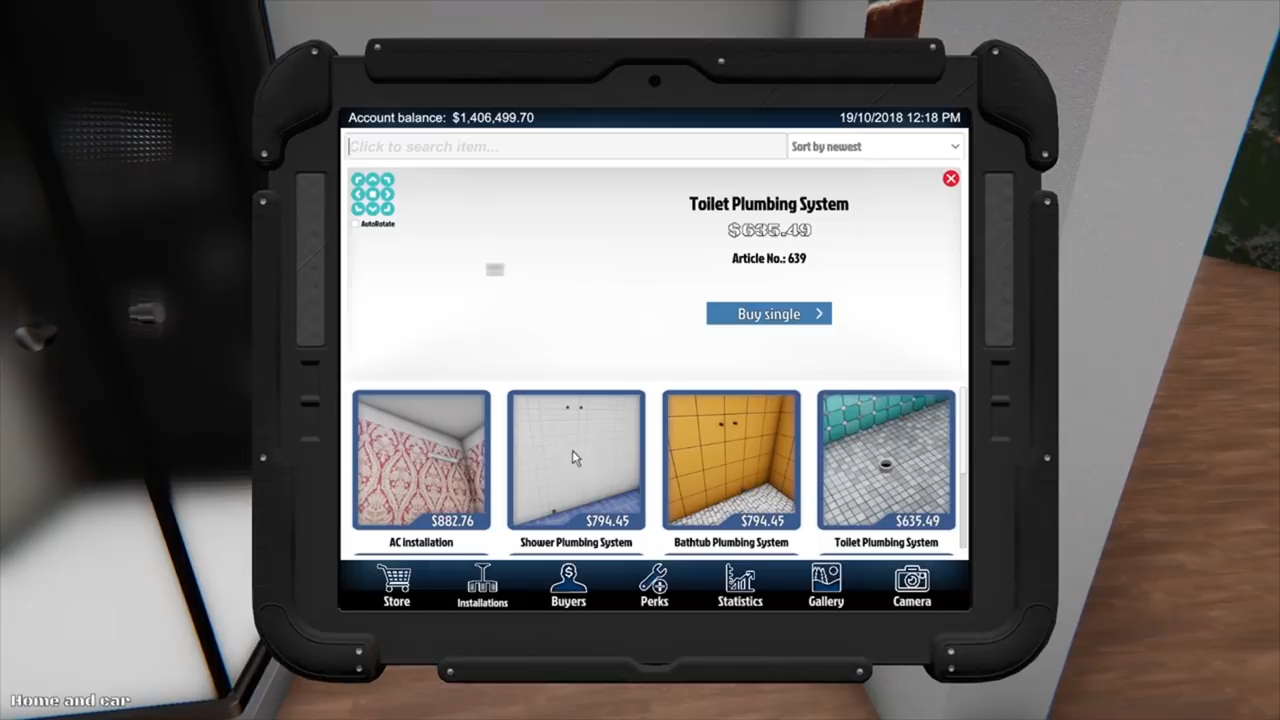 Account balance: $1,406,499.70
19/10/2018 12:18 PM
Click to search item...
Sort by newest
AutoRotate
Toilet Plumbing System
$635.49
Article No.: 639
Buy single
$882.76
$794.45
$794.45
$635.49
AC installation
Shower Plumbing System
Bathtub Plumbing System
Toilet Plumbing System
Store
Installations
Buyers
Perks
Statistics
Gallery
Camera
Home and car